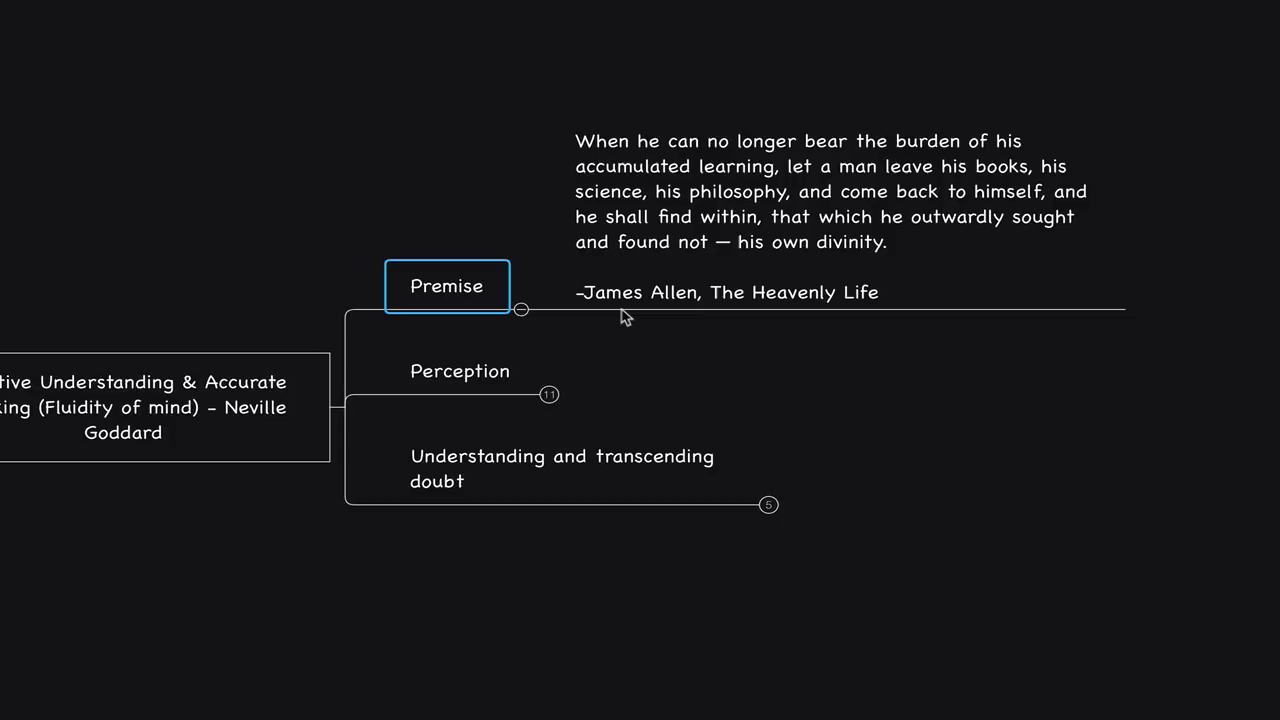 When he can no longer bear the burden of his
accumulated learning, let a man leave his books, his
science, his philosophy, and come back to himself, and
he shall find within, that which he outwardly sought
and found not — his own divinity.
-James Allen, The Heavenly Life
Premise
Perception
11
Understanding & Accurate
(Fluidity of mind) - Neville
Goddard
Understanding and transcending
doubt
5